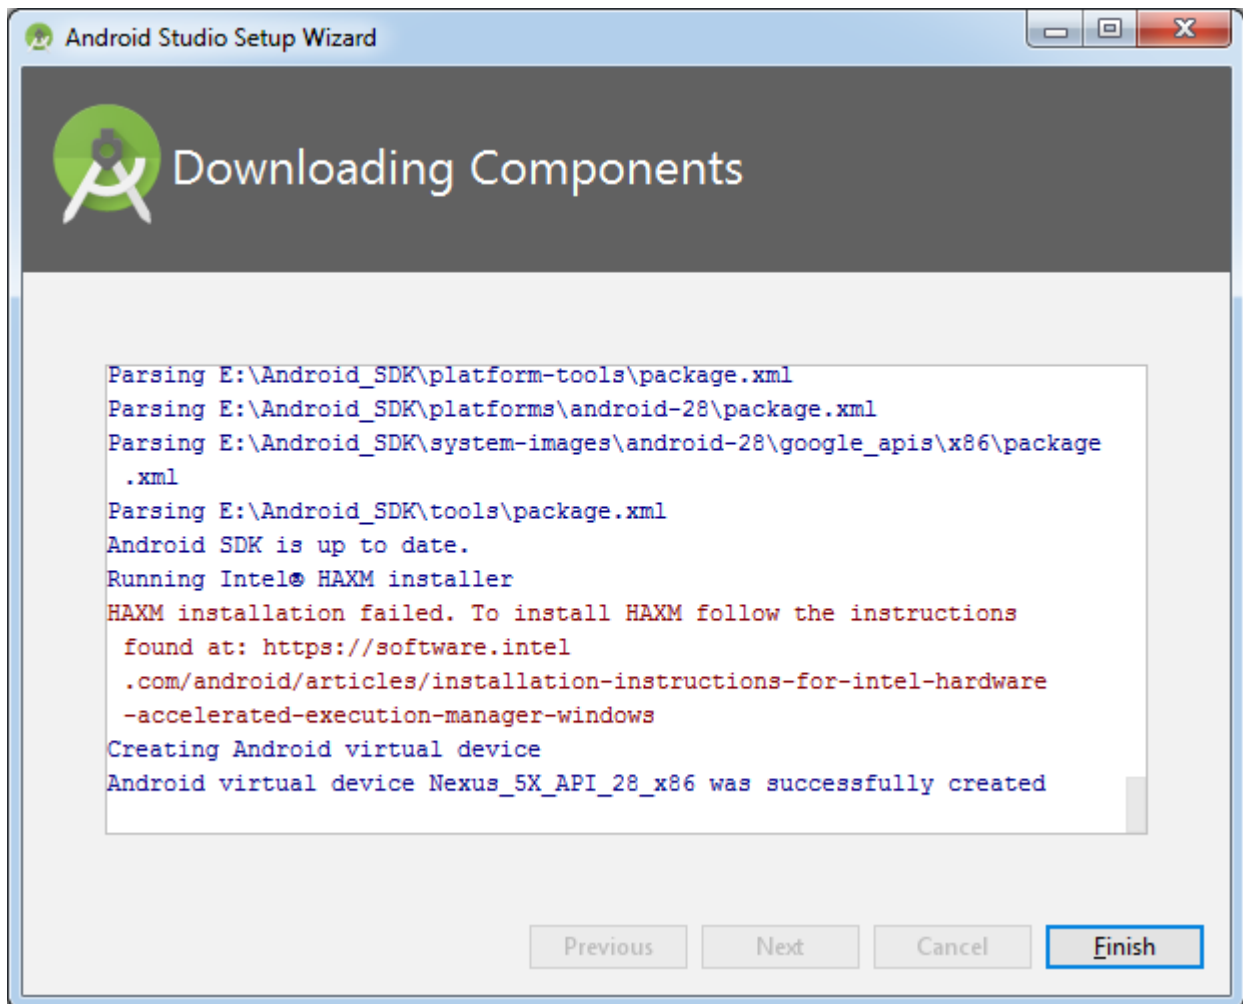 Android Studio Setup Wizard
Downloading Components
Parsing E:\Android_SDK\platform-tools\package.xml
Parsing E:\Android_SDK\platforms\android-28\package.xml
Parsing E:\Android_SDK\system-images\android-28\google_apis\x86\package
.xml
Parsing E:\Android_SDK\tools\package.xml
Android SDK is up to date.
Running Intel® HAXM installer
HAXM installation failed. To install HAXM follow the instructions
found at: https://software.intel
.com/android/articles/installation-instructions-for-intel-hardware
-accelerated-execution-manager-windows
Creating Android virtual device
Android virtual device Nexus_5X_API_28_x86 was successfully created
Previous Next Cancel Finish